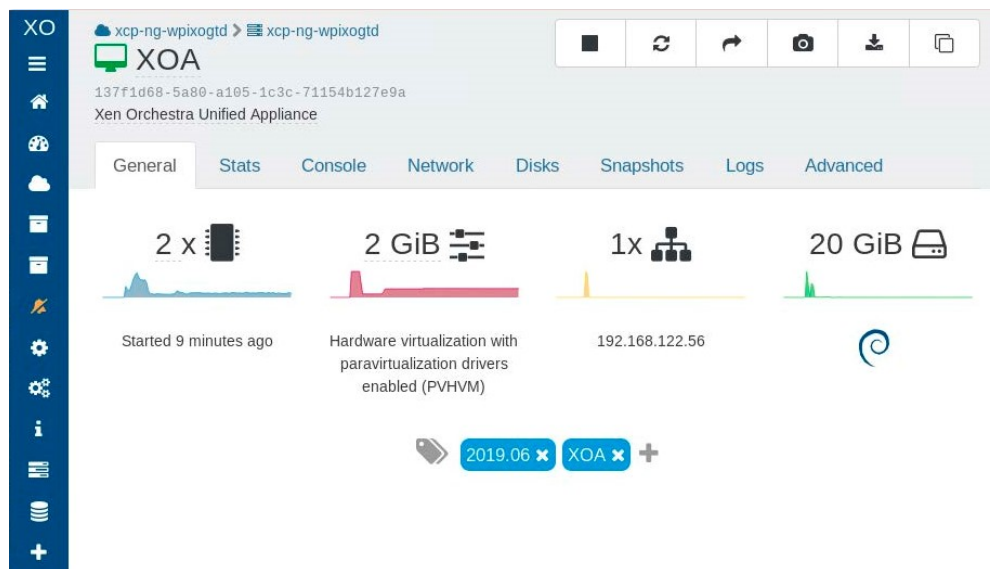 XO
xcp-ng-wpixogtd > xcp-ng-wpixogtd
XOA
137f1d68-5a80-a105-1c3c-71154b127e9a
Xen Orchestra Unified Appliance
General Stats Console Network Disks Snapshots Logs Advanced
2 x 2 GiB 1x 20 GiB
Started 9 minutes ago
Hardware virtualization with
paravirtualization drivers
enabled (PVHVM)
192.168.122.56
2019.06 XOA